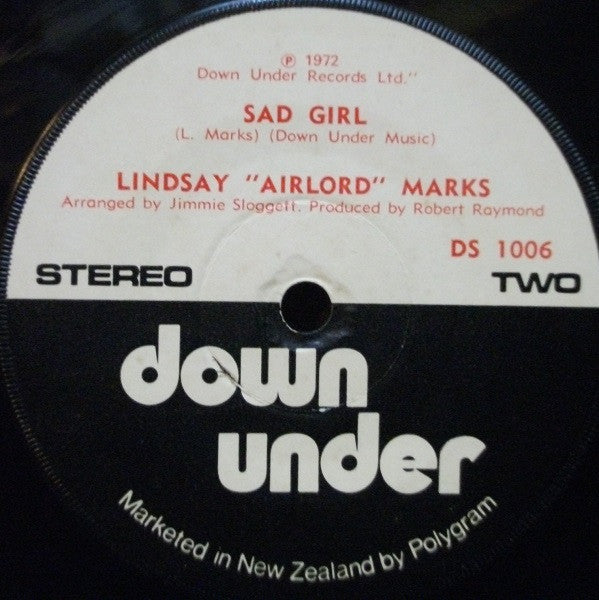 ℗ 1972
Down Under Records Ltd."
SAD GIRL
(L. Marks) (Down Under Music)
LINDSAY "AIRLORD" MARKS
Arranged by Jimmie Sloggett. Produced by Robert Raymond
DS 1006
STEREO TWO
down
under
Marketed in New Zealand by Polygram